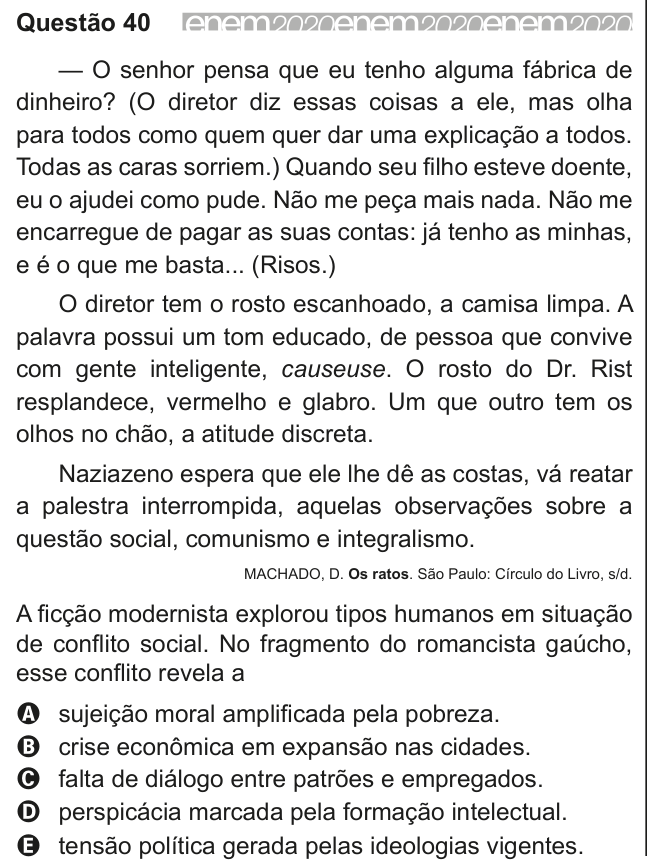 Questão 40 enem2020enem2020enem2020
— O senhor pensa que eu tenho alguma fábrica de
dinheiro? (O diretor diz essas coisas a ele, mas olha
para todos como quem quer dar uma explicação a todos.
Todas as caras sorriem.) Quando seu filho esteve doente,
eu o ajudei como pude. Não me peça mais nada. Não me
encarregue de pagar as suas contas: já tenho as minhas,
e é o que me basta... (Risos.)
O diretor tem o rosto escanhoado, a camisa limpa. A
palavra possui um tom educado, de pessoa que convive
com gente inteligente, causeuse. O rosto do Dr. Rist
resplandece, vermelho e glabro. Um que outro tem os
olhos no chão, a atitude discreta.
Naziazeno espera que ele lhe dê as costas, vá reatar
a palestra interrompida, aquelas observações sobre a
questão social, comunismo e integralismo.
MACHADO, D. Os ratos. São Paulo: Círculo do Livro, s/d.
A ficção modernista explorou tipos humanos em situação
de conflito social. No fragmento do romancista gaúcho,
esse conflito revela a
A sujeição moral amplificada pela pobreza.
B crise econômica em expansão nas cidades.
C falta de diálogo entre patrões e empregados.
D perspicácia marcada pela formação intelectual.
E tensão política gerada pelas ideologias vigentes.